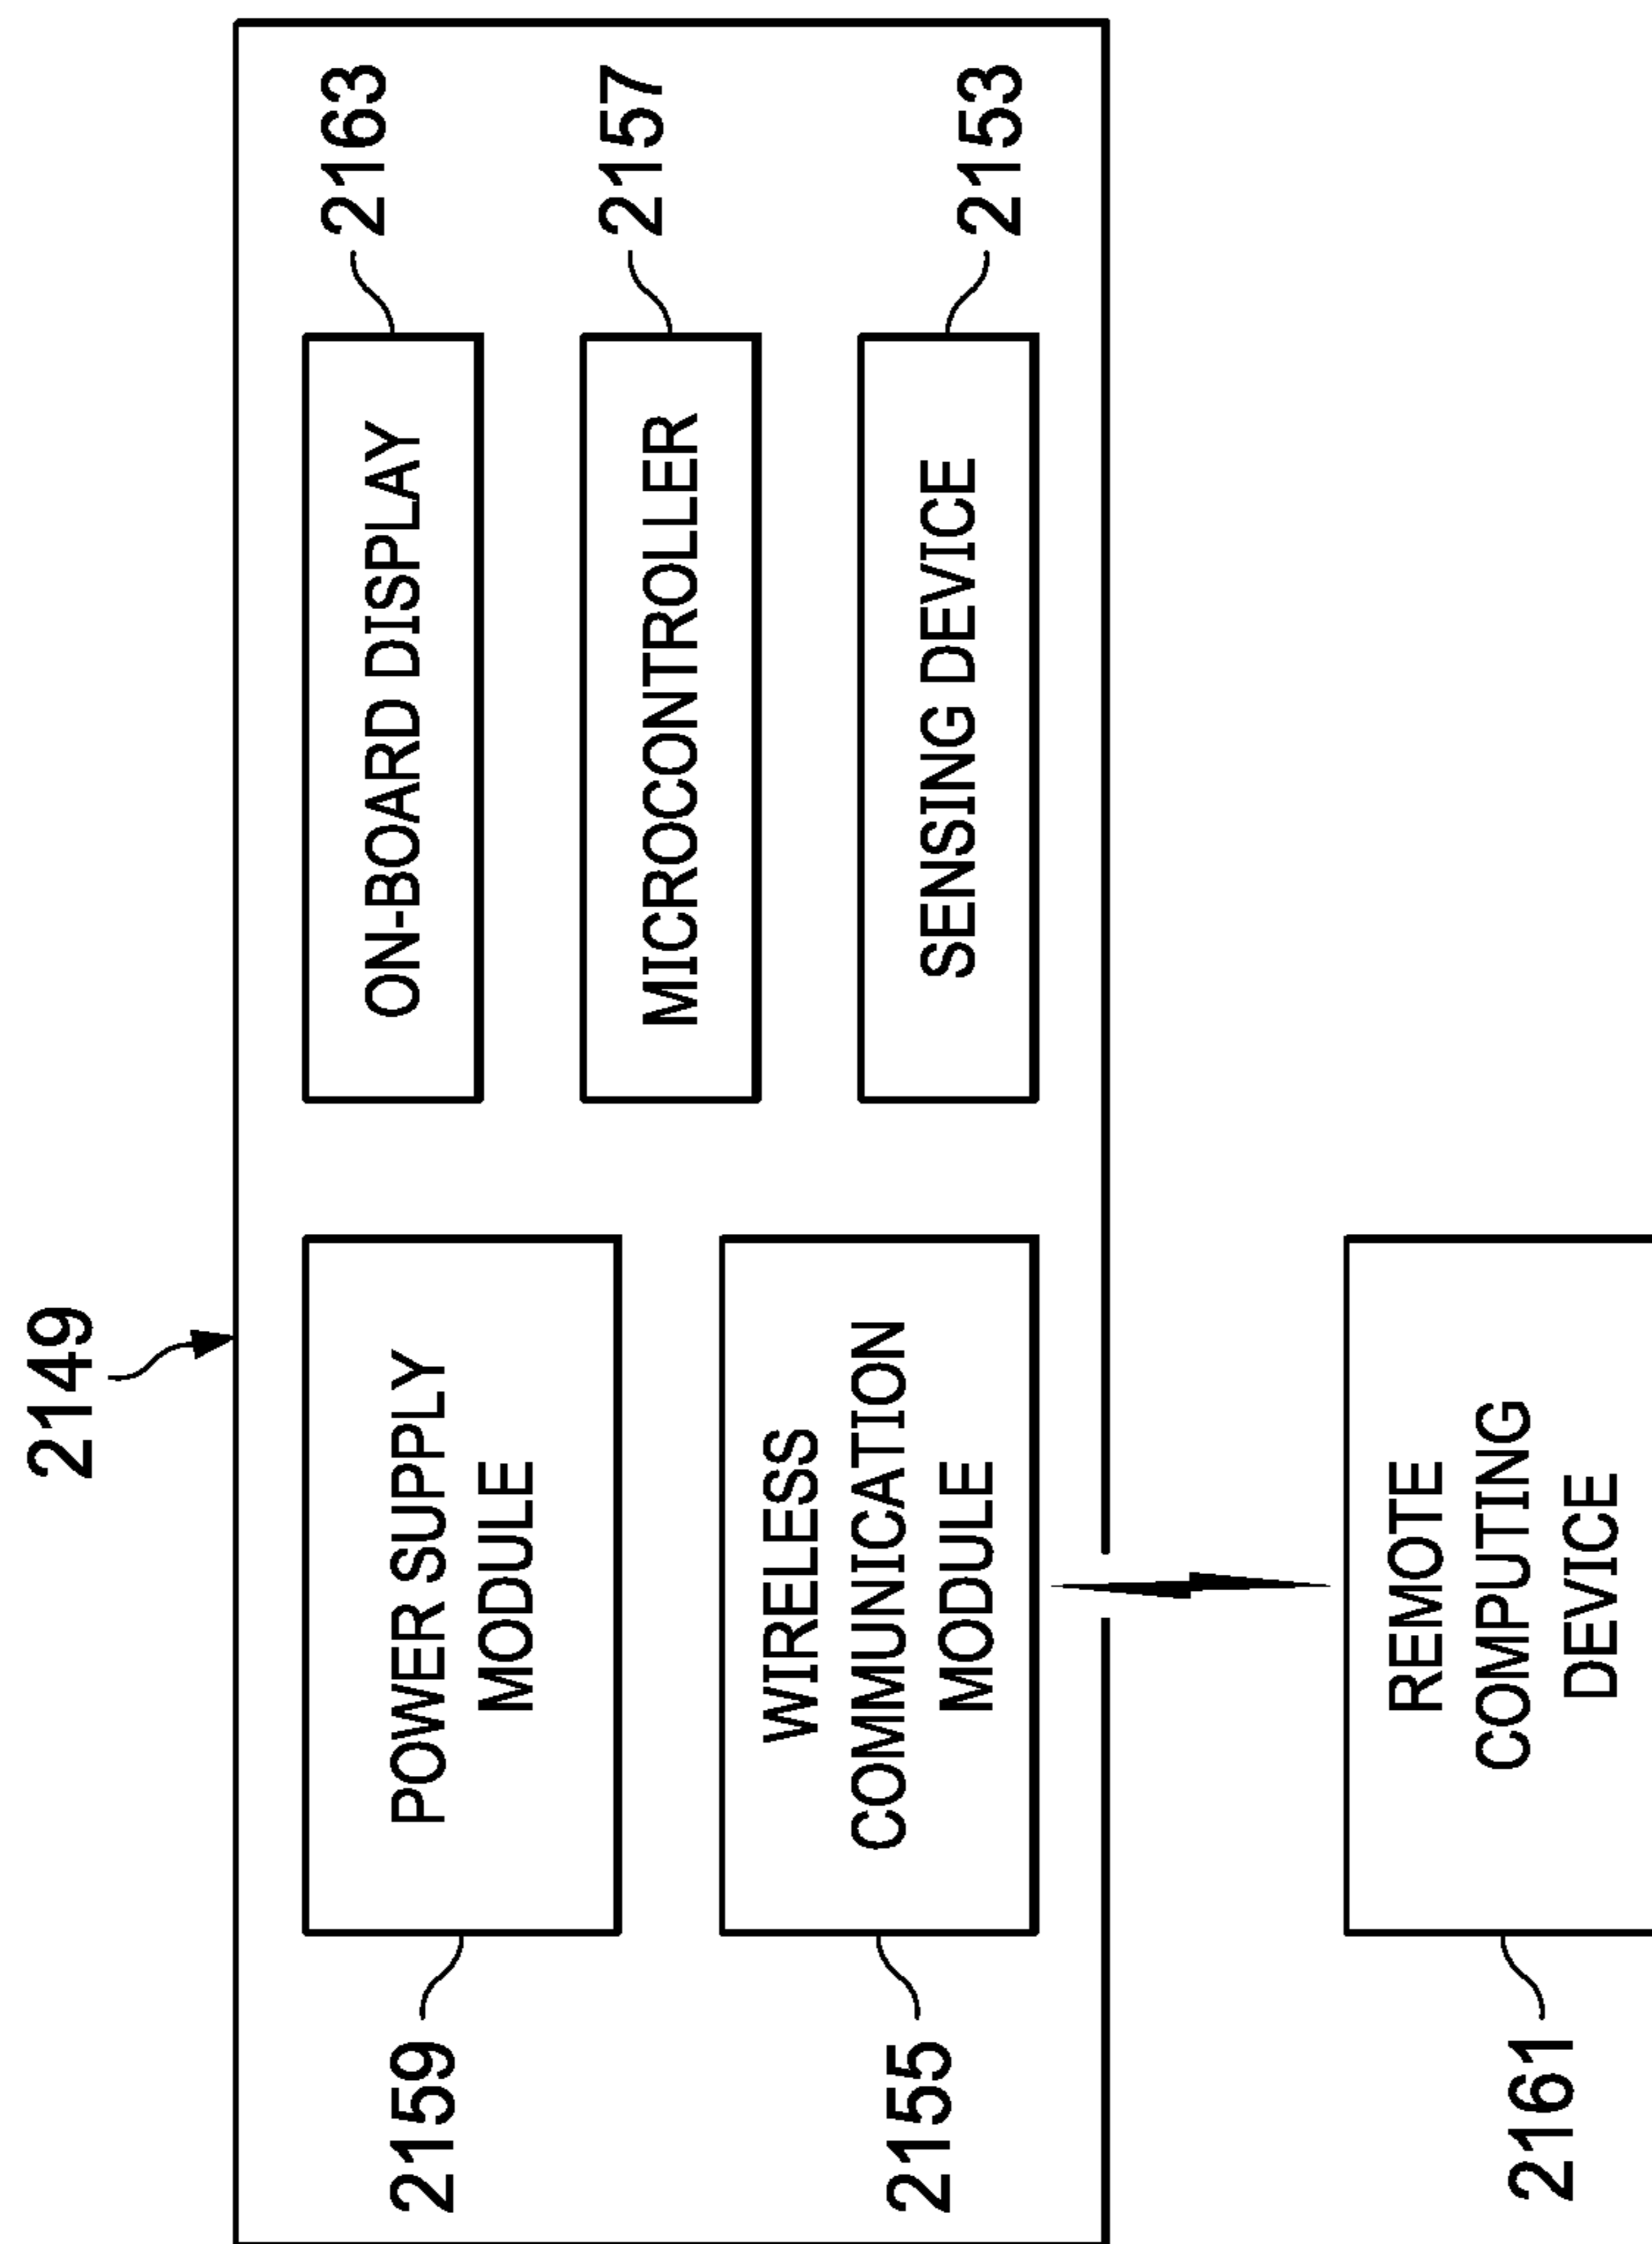 2149
2159
POWER SUPPLY
MODULE
ON-BOARD DISPLAY
2163
MICROCONTROLLER
2157
2155
WIRELESS
COMMUNICATION
MODULE
SENSING DEVICE
2153
2161
REMOTE
COMPUTING
DEVICE